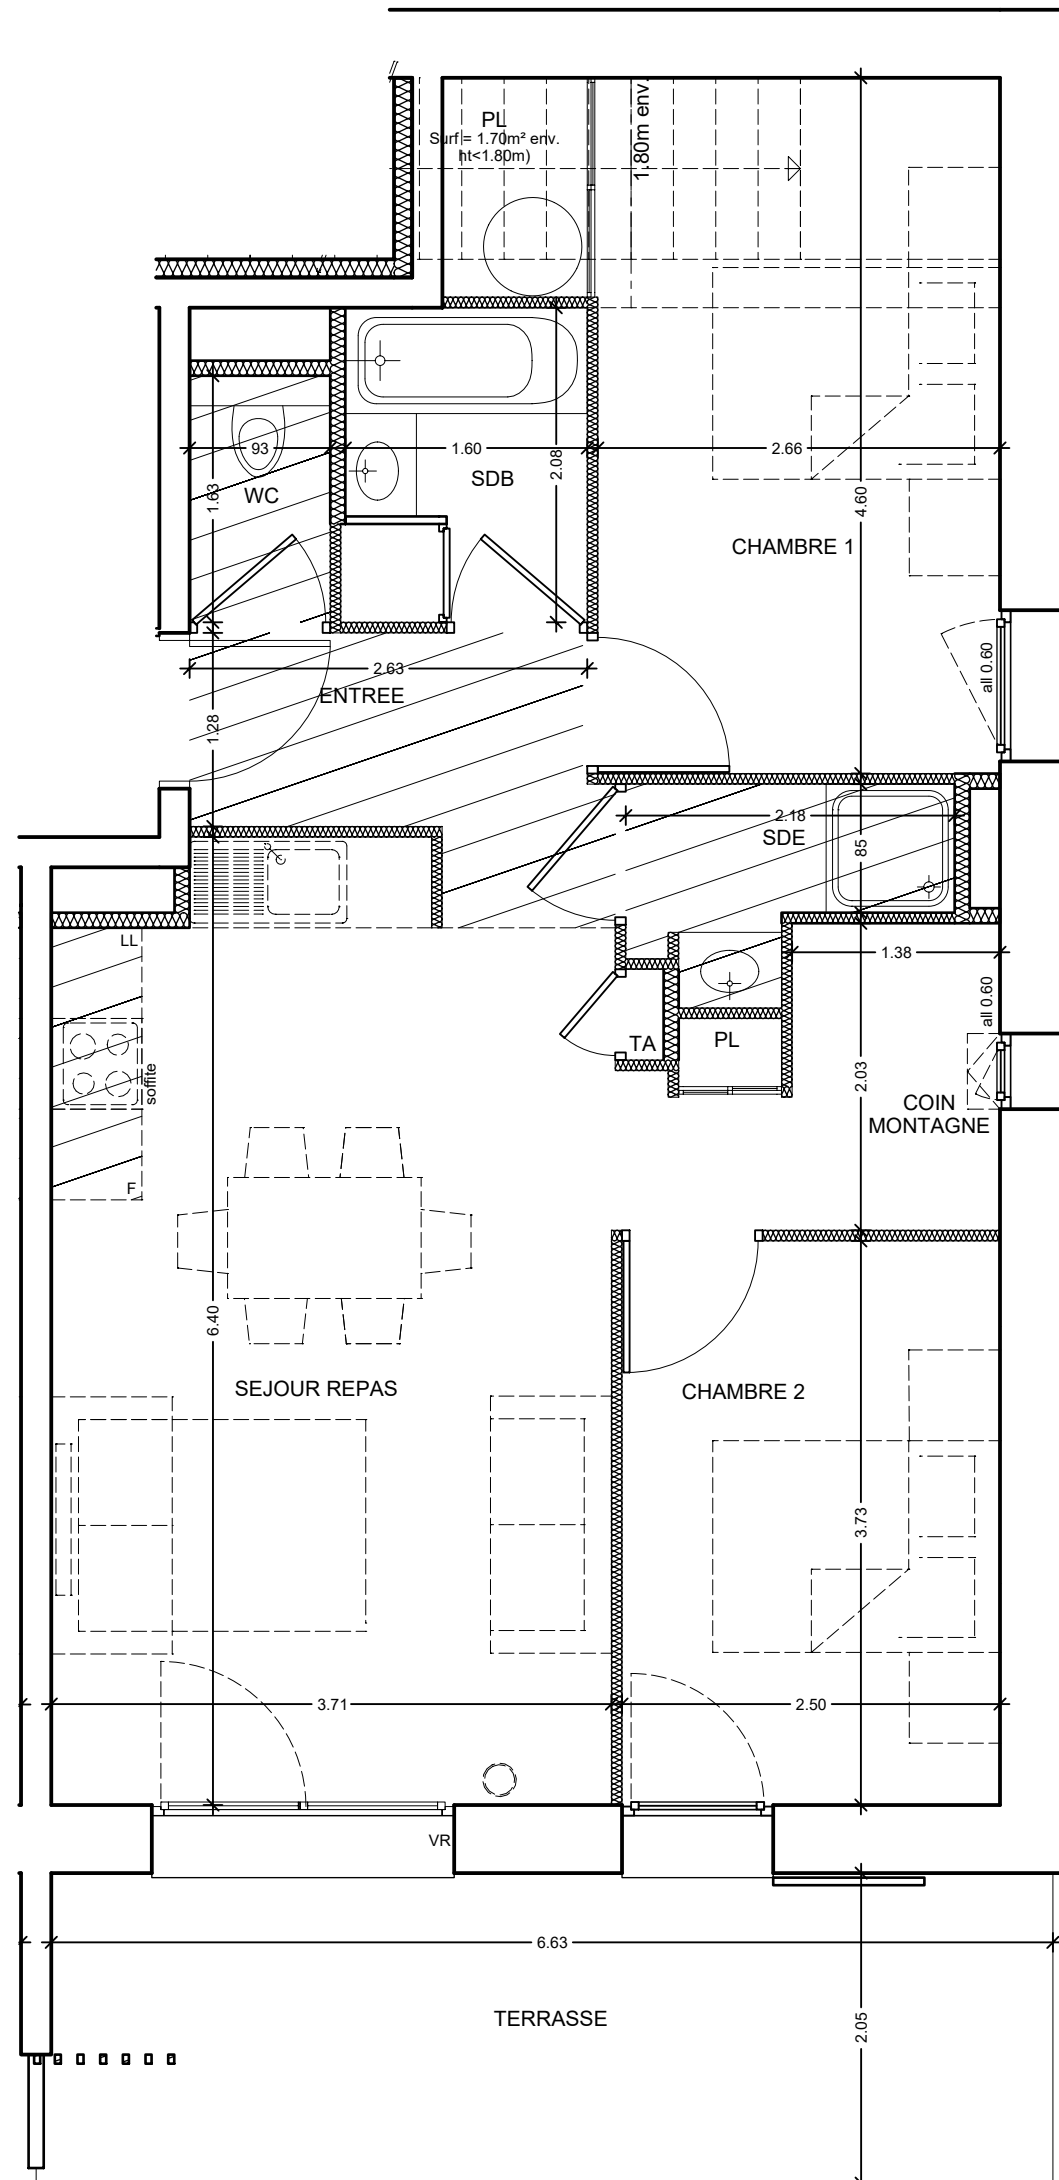 PL
Surf = 1.70m² env.
ht<1.80m)
1.80m env.
93
1.60
2.66
SDB
2.08
WC
1.63
4.60
CHAMBRE 1
2.63
ENTREE
all 0.60
1.28
2.18
SDE
85
LL
1.38
all 0.60
TA
PL
soffite
2.03
COIN
MONTAGNE
F
6.40
SEJOUR REPAS
CHAMBRE 2
3.73
3.71
2.50
VR
6.63
TERRASSE
2.05